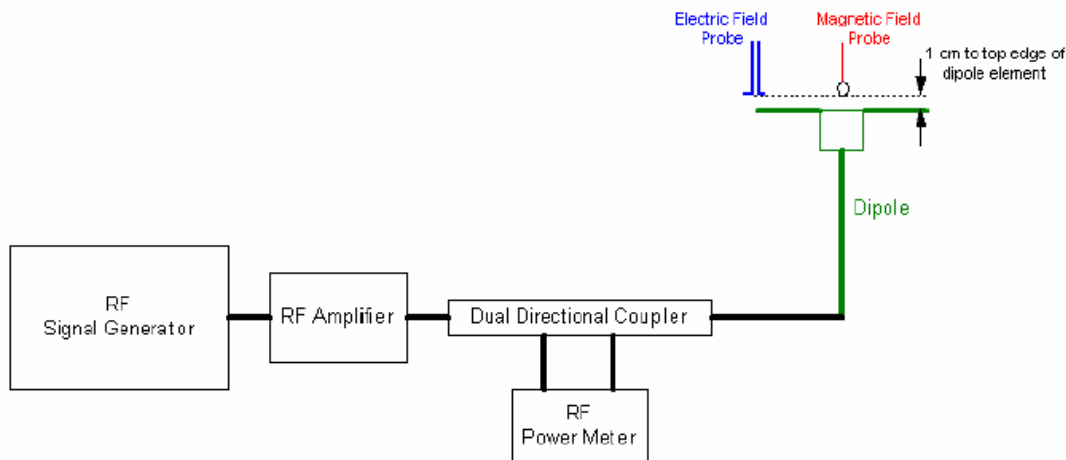 Electric Field
Probe
Magnetic Field
Probe
1 cm to top edge of
dipole element
Dipole
RF
Signal Generator
RF Amplifier
Dual Directional Coupler
RF
Power Meter